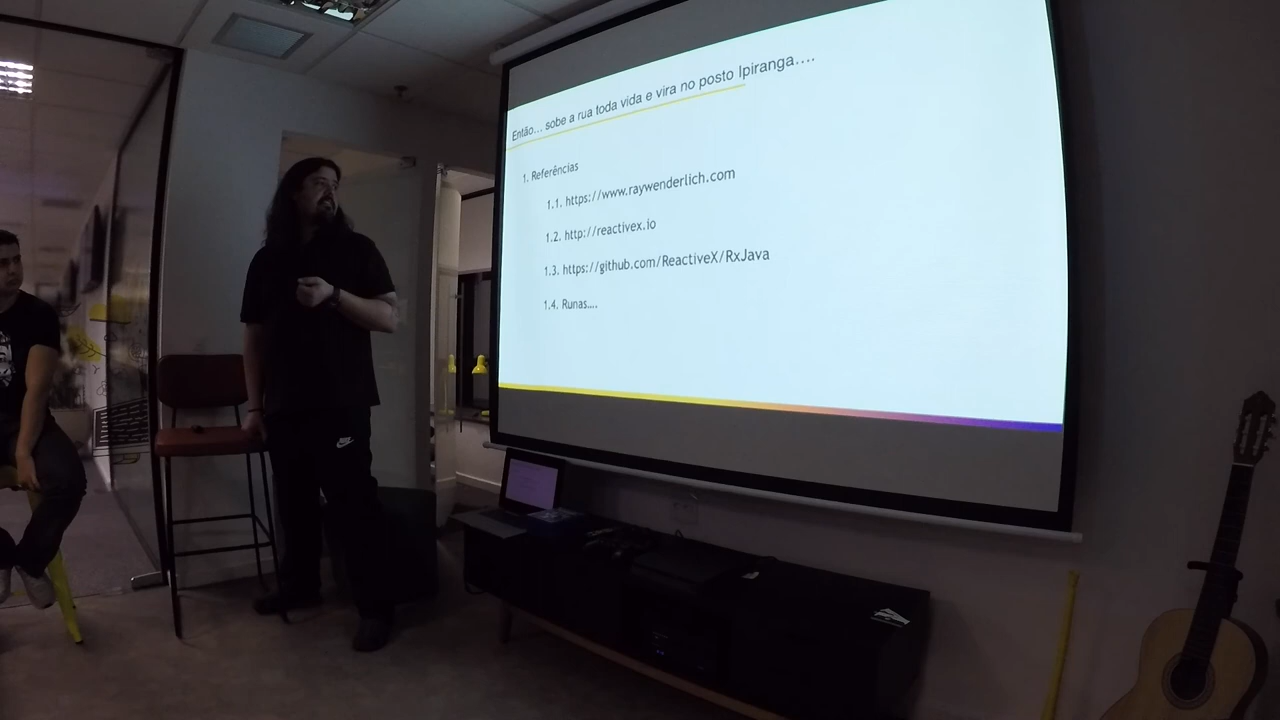 Então... sobe a rua toda vida e vira no posto Ipiranga....
1. Referências
1.1. https://www.raywenderlich.com
1.2. http://reactivex.io
1.3. https://github.com/ReactiveX/RxJava
1.4. Runas....